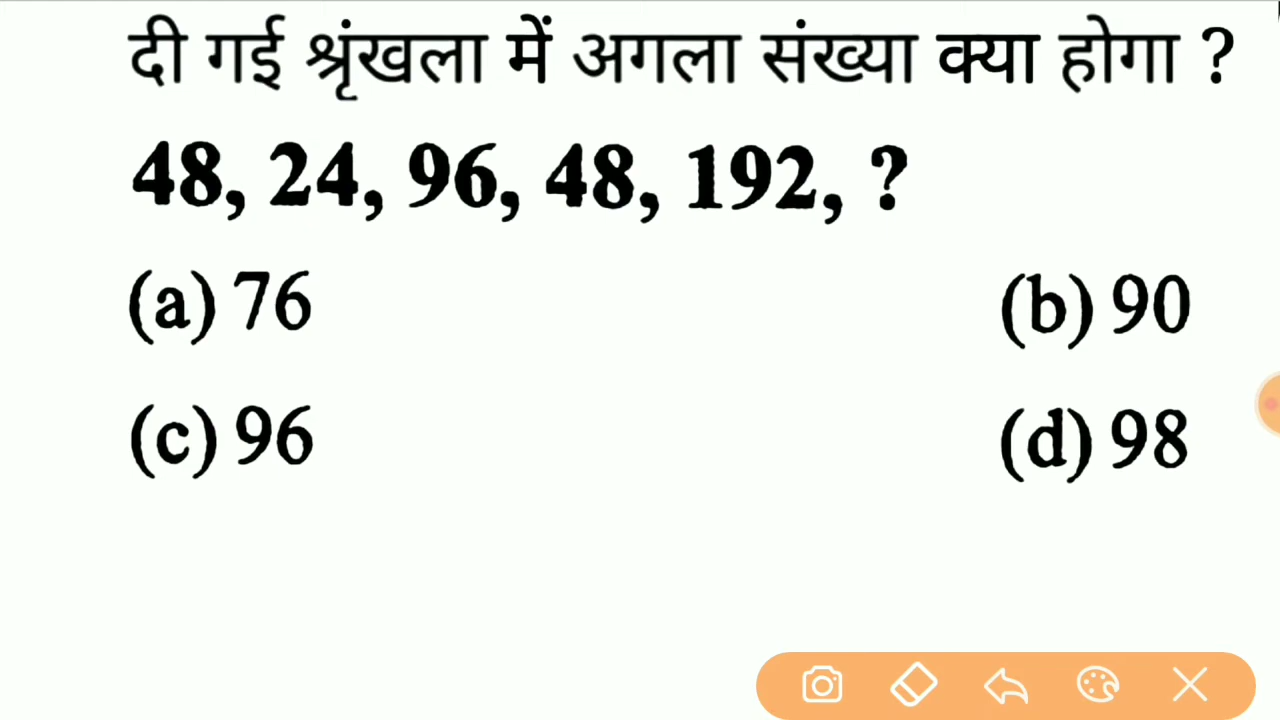 दी गई श्रृंखला में अगला संख्या क्या होगा ?
48, 24, 96, 48, 192, ?
(a) 76 (b) 90
(c) 96 (d) 98